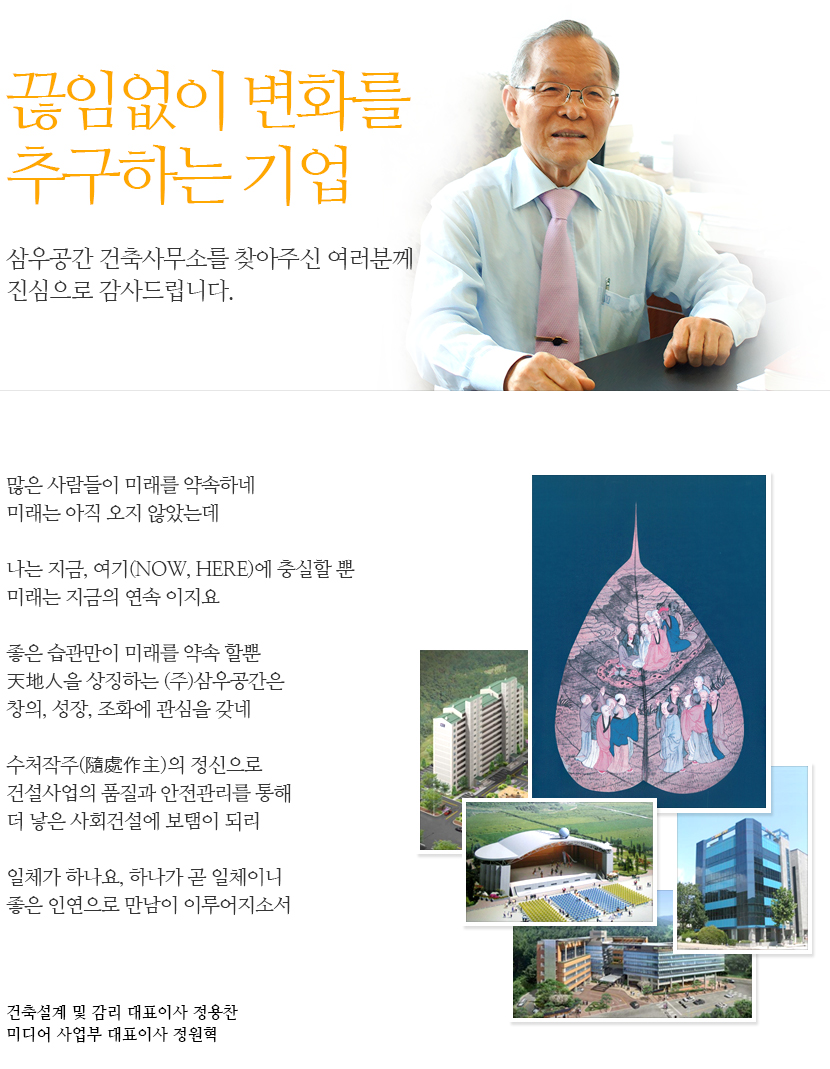 끊임없이 변화를
추구하는 기업
삼우공간 건축사무소를 찾아주신 여러분께
진심으로 감사드립니다.
많은 사람들이 미래를 약속하네
미래는 아직 오지 않았는데
나는 지금, 여기(NOW, HERE)에 충실할 뿐
미래는 지금의 연속 이지요
좋은 습관만이 미래를 약속 할뿐
天地人을 상징하는 (주)삼우공간은
창의, 성장, 조화에 관심을 갖네
수처작주(隨處作主)의 정신으로
건설사업의 품질과 안전관리를 통해
더 낳은 사회건설에 보탬이 되리
일체가 하나요, 하나가 곧 일체이니
좋은 인연으로 만남이 이루어지소서
건축설계 및 감리 대표이사 정용찬
미디어 사업부 대표이사 정원혁